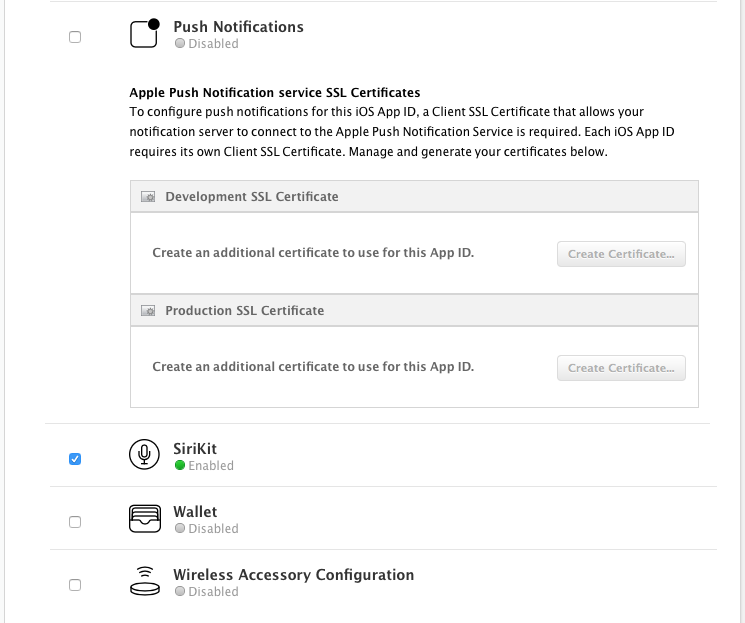 Push Notifications
Disabled
Apple Push Notification service SSL Certificates
To configure push notifications for this iOS App ID, a Client SSL Certificate that allows your
notification server to connect to the Apple Push Notification Service is required. Each iOS App ID
requires its own Client SSL Certificate. Manage and generate your certificates below.
Development SSL Certificate
Create an additional certificate to use for this App ID.
Create Certificate...
Production SSL Certificate
Create an additional certificate to use for this App ID.
Create Certificate...
SiriKit
Enabled
Wallet
Disabled
Wireless Accessory Configuration
Disabled